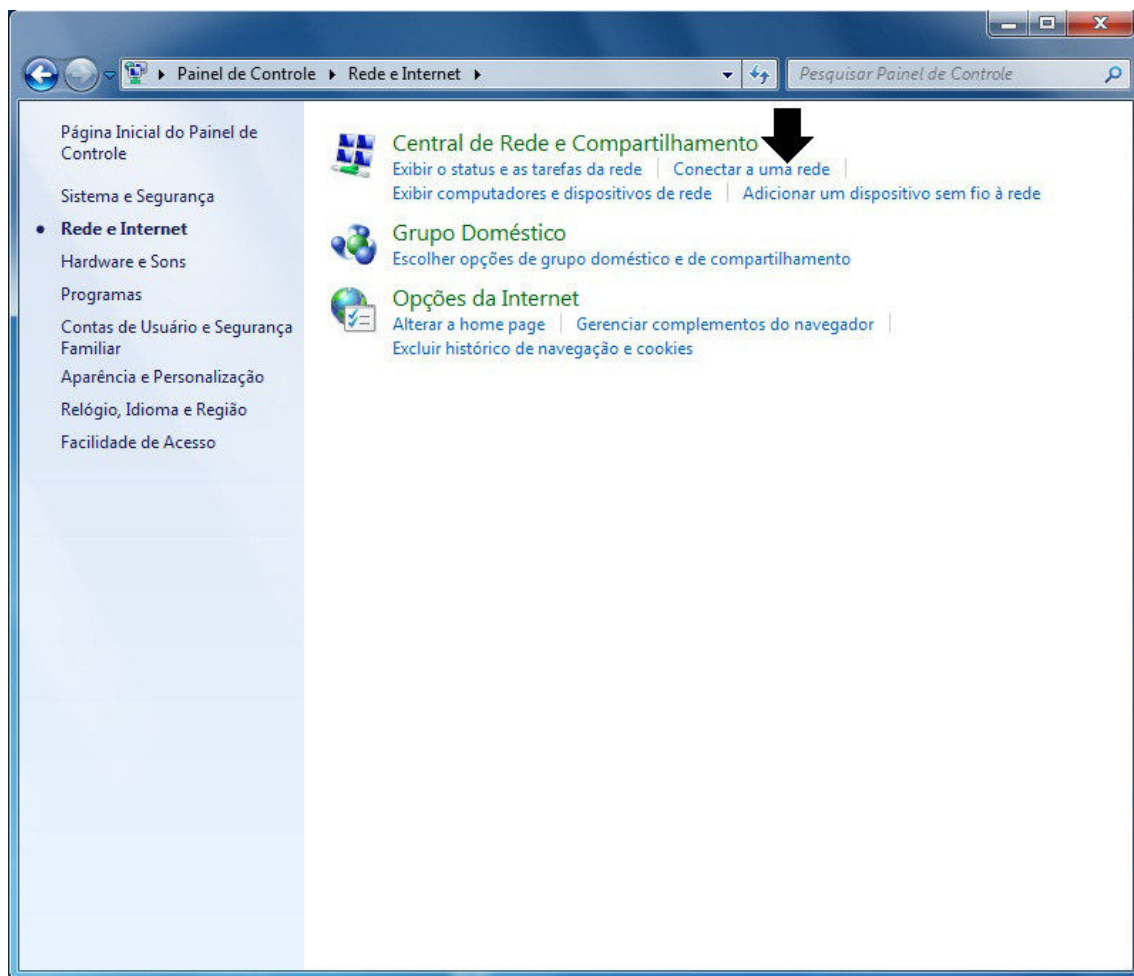 Painel de Controle Rede e Internet
Pesquisar Painel de Controle
Página Inicial do Painel de
Controle
Sistema e Segurança
Rede e Internet
Hardware e Sons
Programas
Contas de Usuário e Segurança
Familiar
Aparência e Personalização
Relógio, Idioma e Região
Facilidade de Acesso
Central de Rede e Compartilhamento
Exibir o status e as tarefas da rede Conectar a uma rede
Exibir computadores e dispositivos de rede Adicionar um dispositivo sem fio à rede
Grupo Doméstico
Escolher opções de grupo doméstico e de compartilhamento
Opções da Internet
Alterar a home page Gerenciar complementos do navegador
Excluir histórico de navegação e cookies